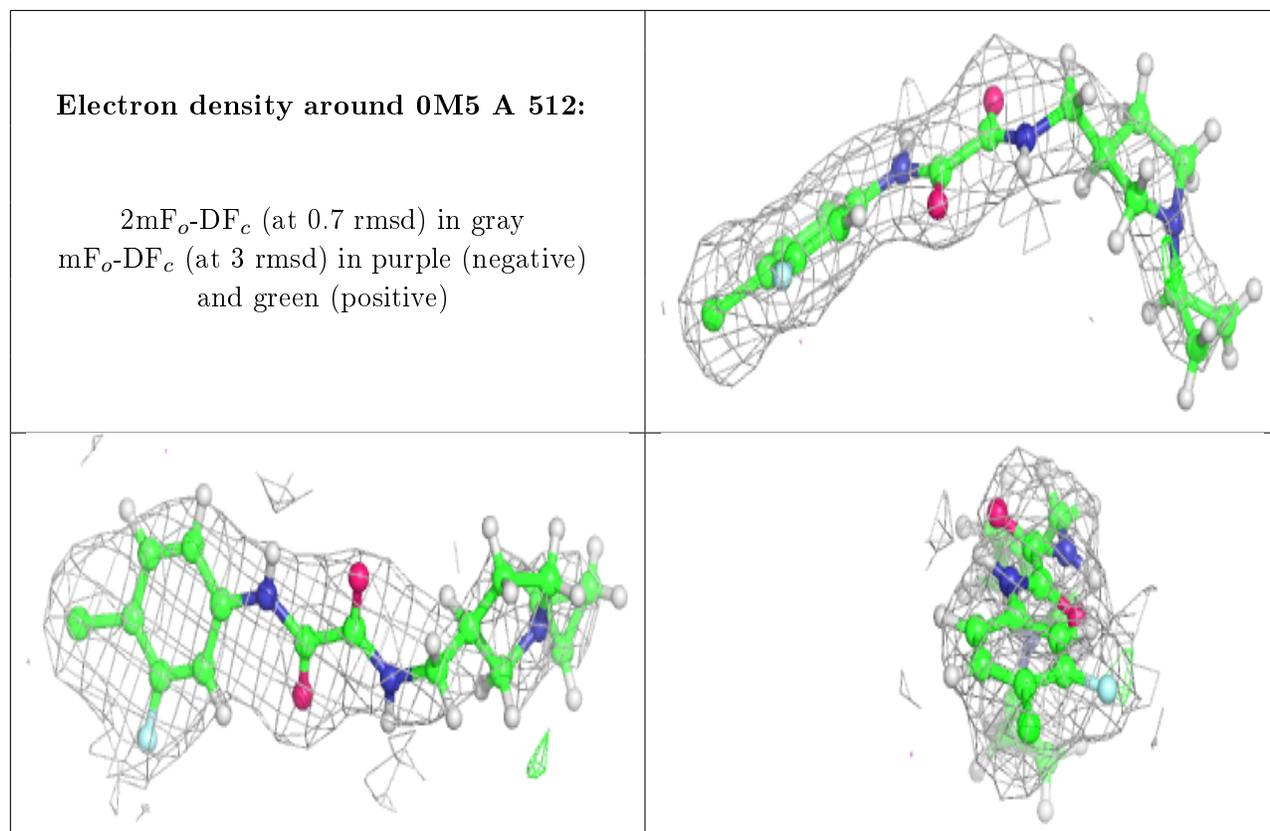 Electron density around 0M5 A 512:
2mFₒ-DF𝒸 (at 0.7 rmsd) in gray
mFₒ-DF𝒸 (at 3 rmsd) in purple (negative)
and green (positive)